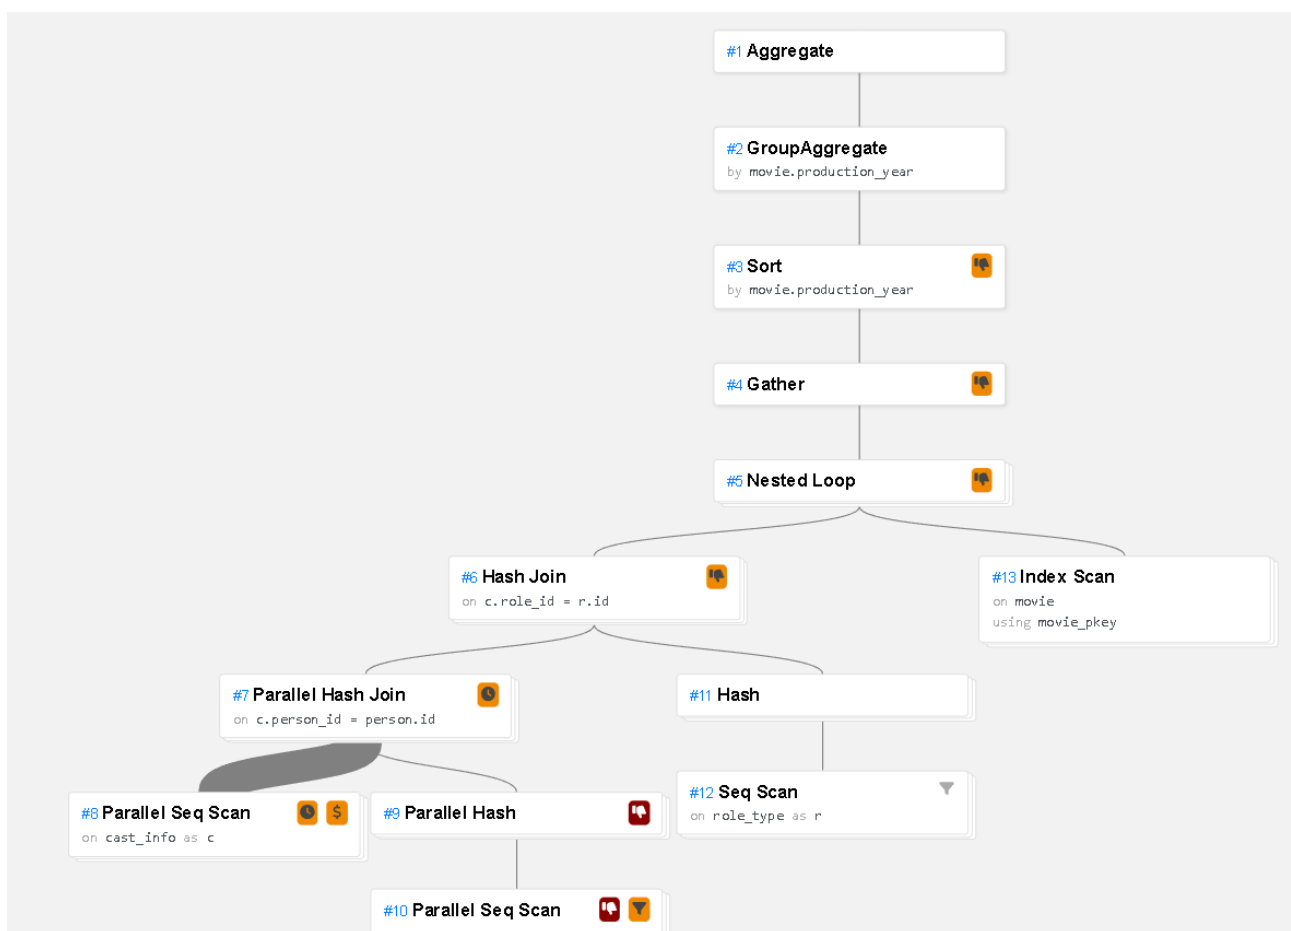 #1 Aggregate
#2 GroupAggregate
by movie.production_year
#3 Sort
by movie.production_year
#4 Gather
#5 Nested Loop
#6 Hash Join
on c.role_id = r.id
#13 Index Scan
on movie
using movie_pkey
#7 Parallel Hash Join
on c.person_id = person.id
#11 Hash
#8 Parallel Seq Scan
$
on cast_info as c
#9 Parallel Hash
#12 Seq Scan
on role_type as r
#10 Parallel Seq Scan